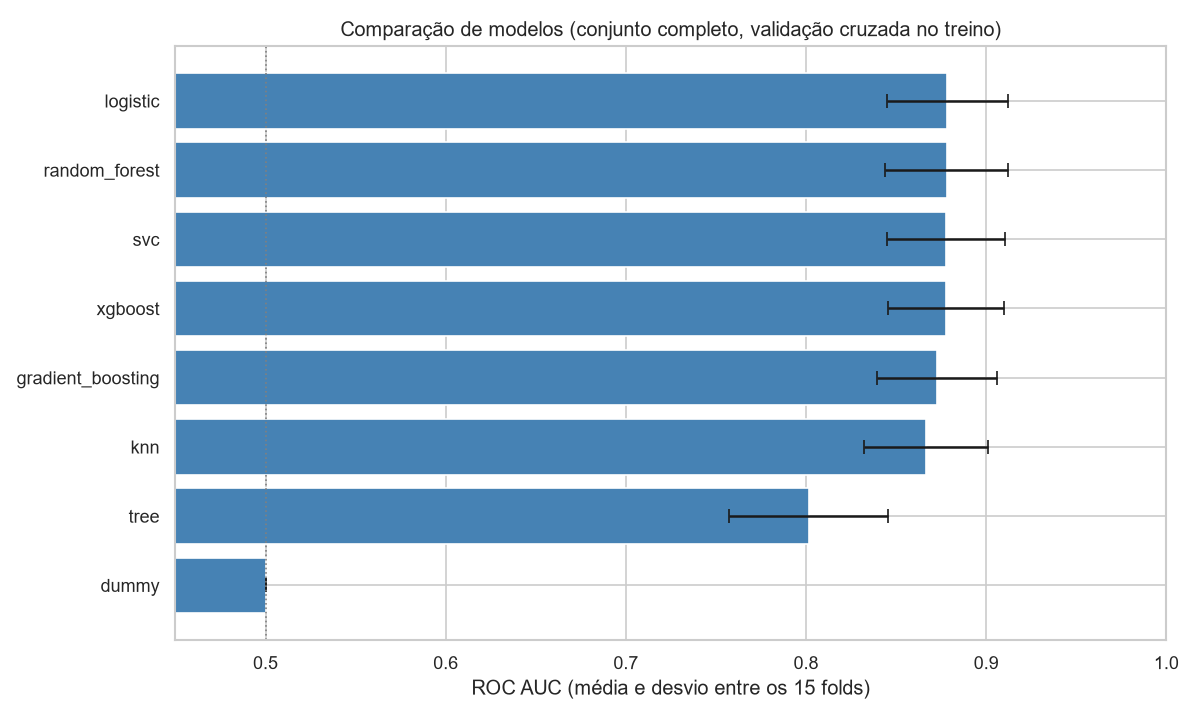 Comparação de modelos (conjunto completo, validação cruzada no treino)
logistic
random_forest
svc
xgboost
gradient_boosting
knn
tree
dummy
0.5 0.6 0.7 0.8 0.9 1.0
ROC AUC (média e desvio entre os 15 folds)